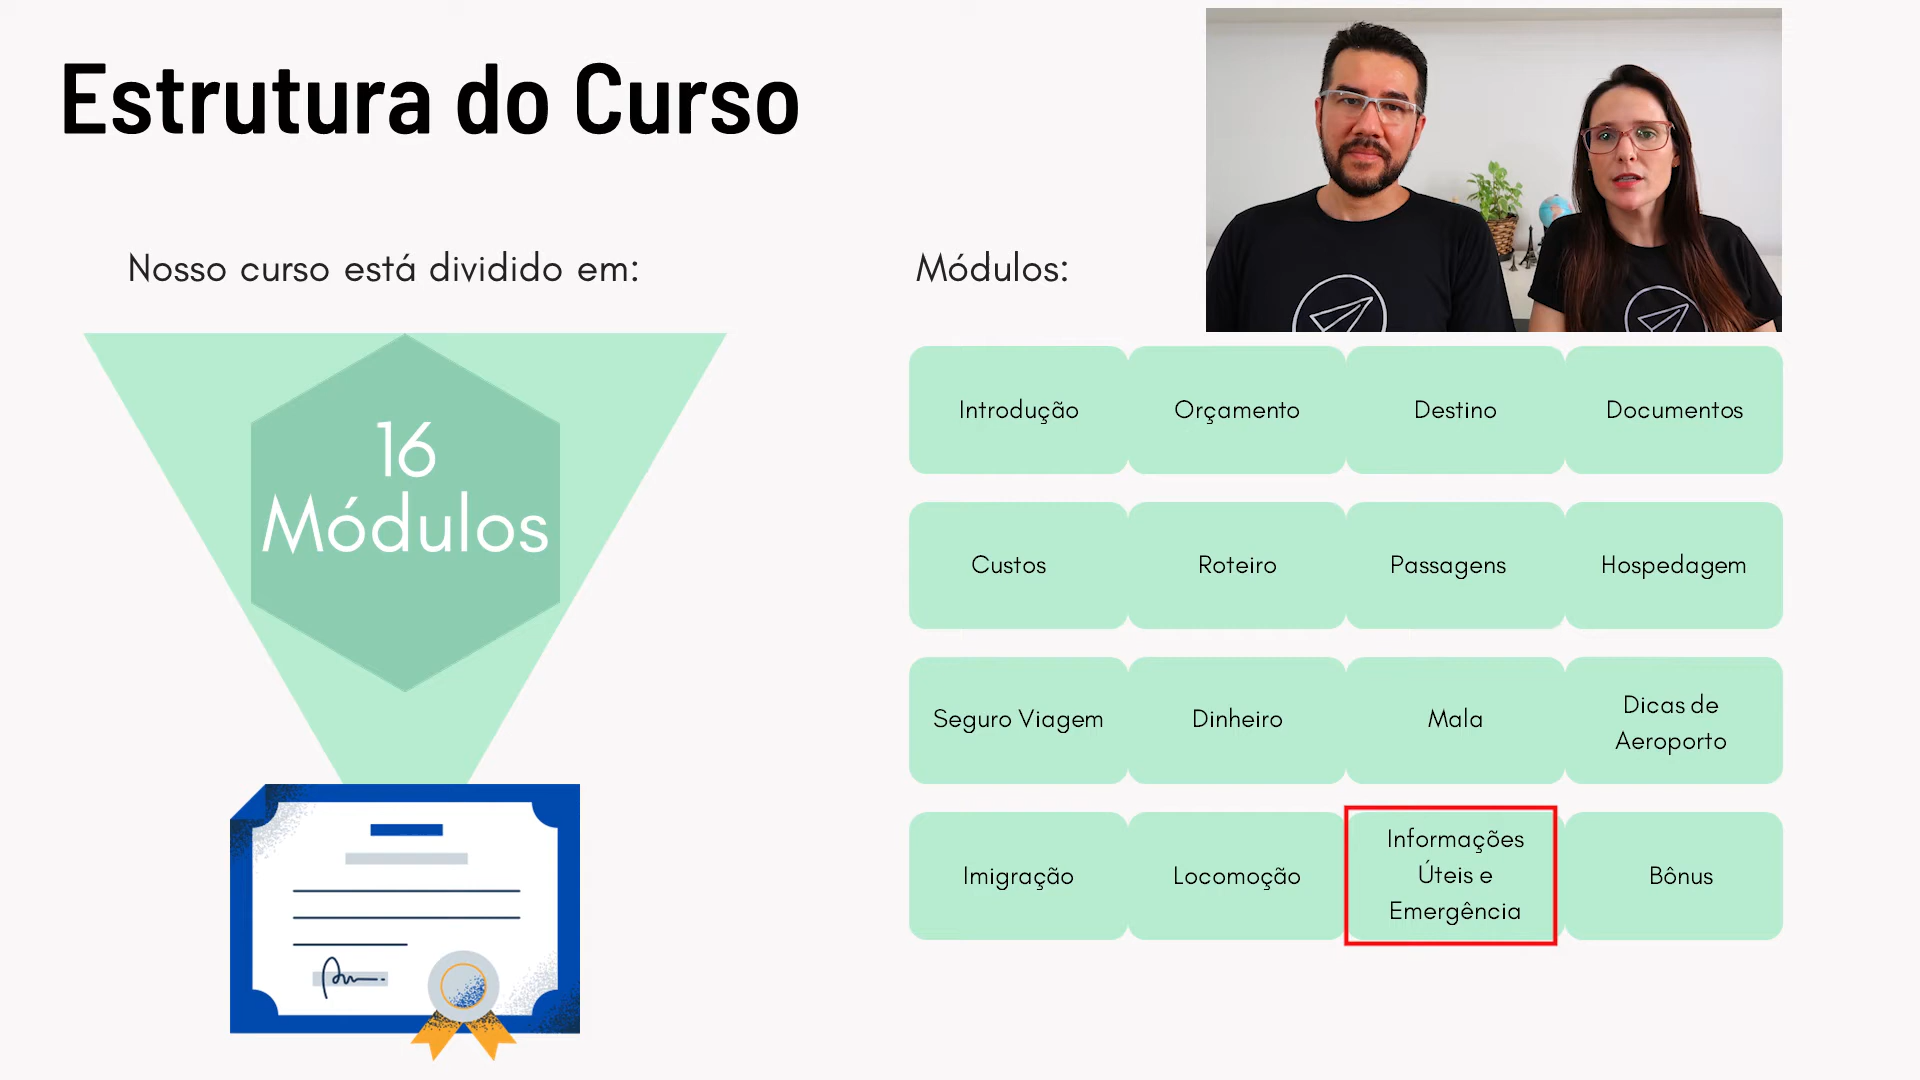 Estrutura do Curso
Nosso curso está dividido em:
16
Módulos
Módulos:
Introdução
Orçamento
Destino
Documentos
Custos
Roteiro
Passagens
Hospedagem
Seguro Viagem
Dinheiro
Mala
Dicas de
Aeroporto
Imigração
Locomoção
Informações
Úteis e
Emergência
Bônus